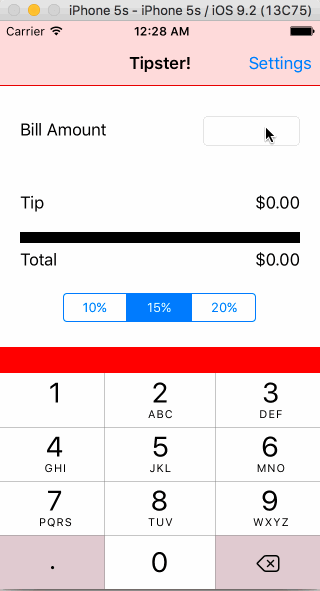 iPhone 5s - iPhone 5s / iOS 9.2 (13C75)
Carrier 12:28 AM
Tipster! Settings
Bill Amount
Tip $0.00
Total $0.00
10% 15% 20%
1 2 3
ABC DEF
4 5 6
GHI JKL MNO
7 8 9
PQRS TUV WXYZ
. 0